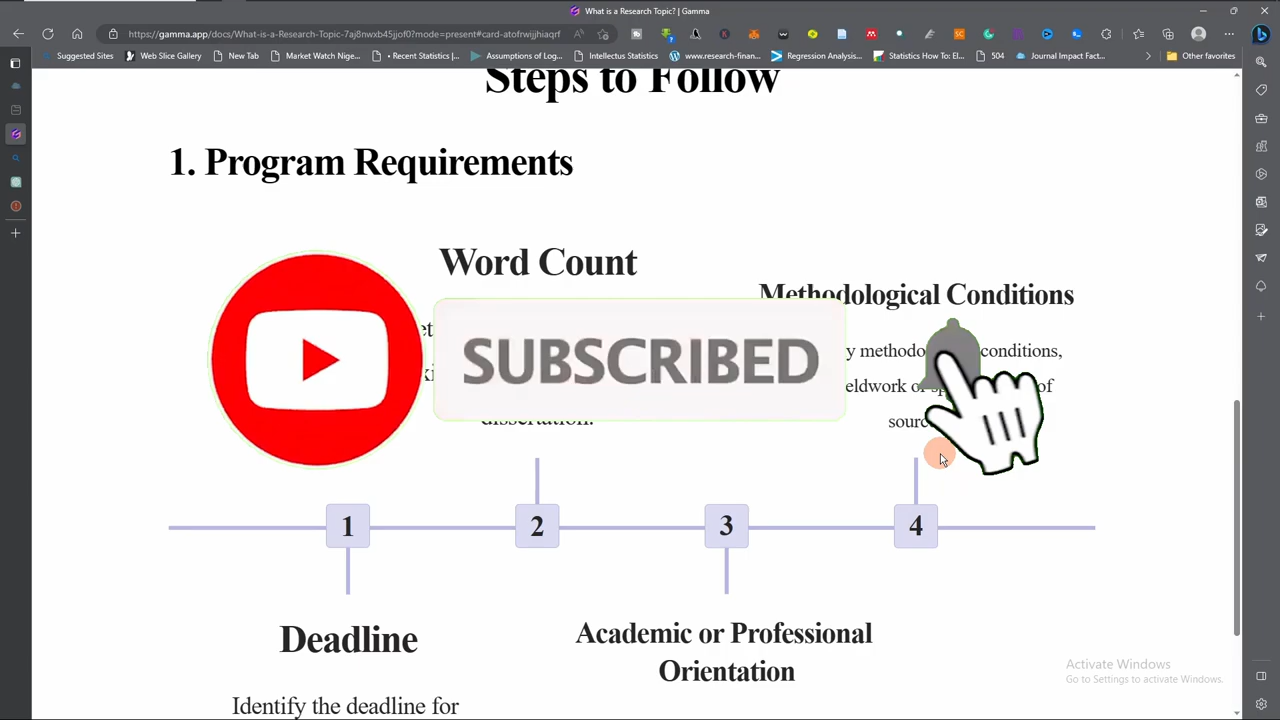 What is a Research Topic? | Gamma
https://gamma.app/docs/What-is-a-Research-Topic-7aj8nwxb45jjof0?mode=present#card-atofrwijjhiaqrf
Suggested Sites
Web Slice Gallery
New Tab
Market Watch Nige...
• Recent Statistics |...
Assumptions of Log...
Intellectus Statistics
www.research-finan...
Regression Analysis...
Statistics How To: El...
504
Journal Impact Fac...
Other favorites
Steps to Follow
1. Program Requirements
Word Count
Methodological Conditions
SUBSCRIBED
conditions,
of
dissertation.
1
2
3
4
Deadline
Identify the deadline for
Academic or Professional
Orientation
Activate Windows
Go to Settings to activate Windows.